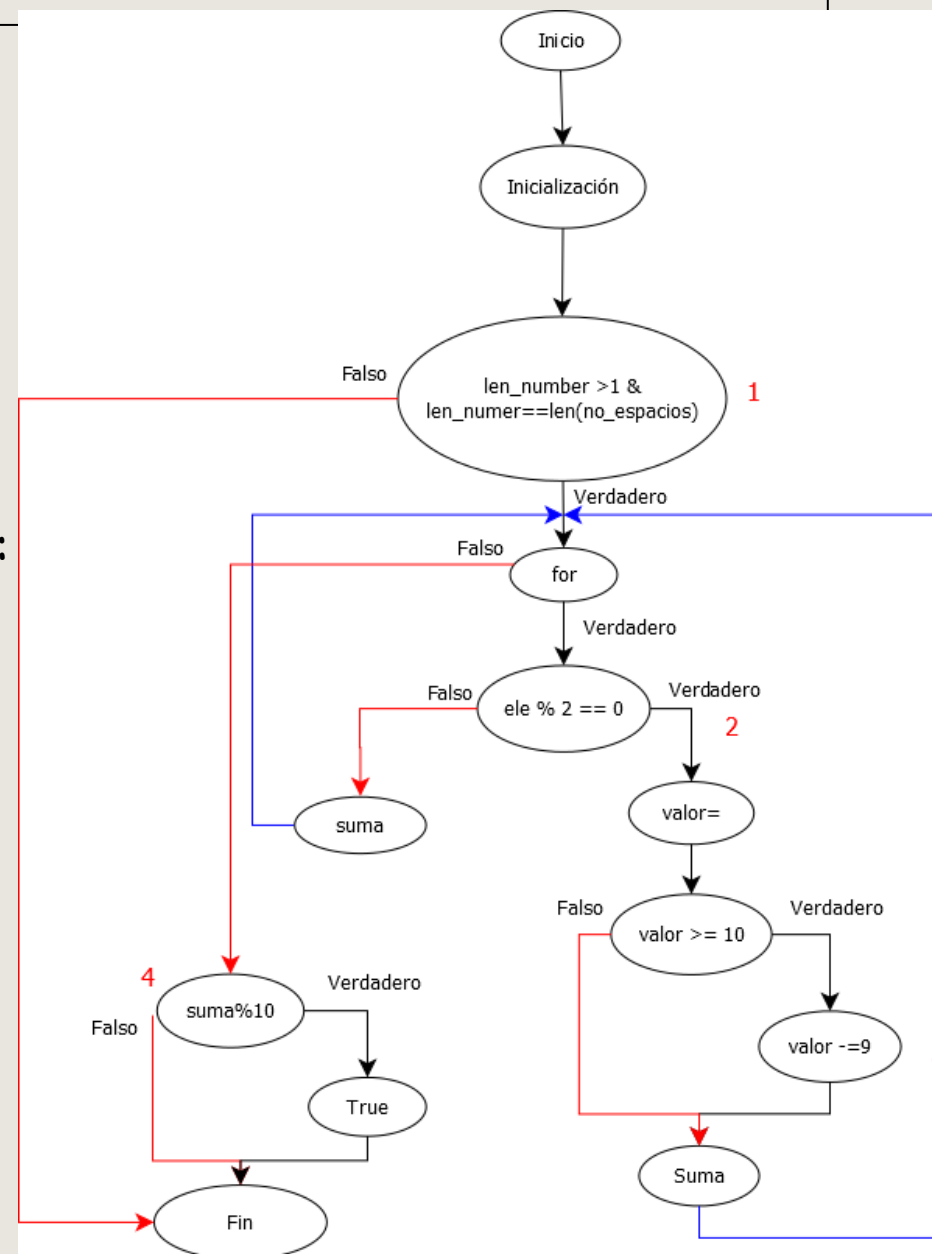 Inicio
Inicialización
Falso
len_number >1 &
len_numer==len(no_espacios)
1
Verdadero
:
Falso
for
Verdadero
Falso
ele % 2 == 0
Verdadero
2
suma
valor=
Falso
valor >= 10
Verdadero
4
suma%10
Verdadero
Falso
valor -=9
True
Suma
Fin